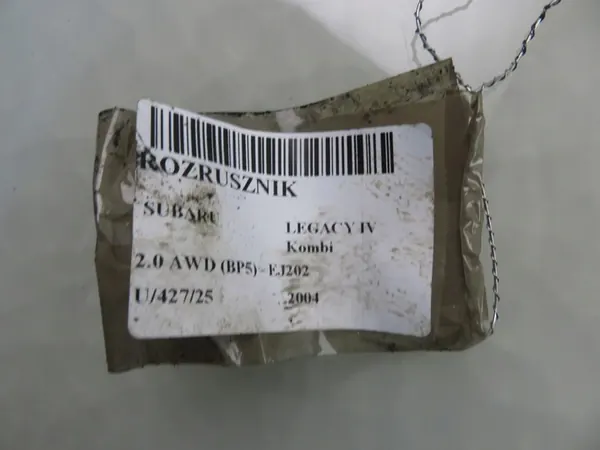 ROZRUSZNIK
SUBARU LEGACY IV
Kombi
2.0 AWD (BP5) - EJ202
U/427/25 2004